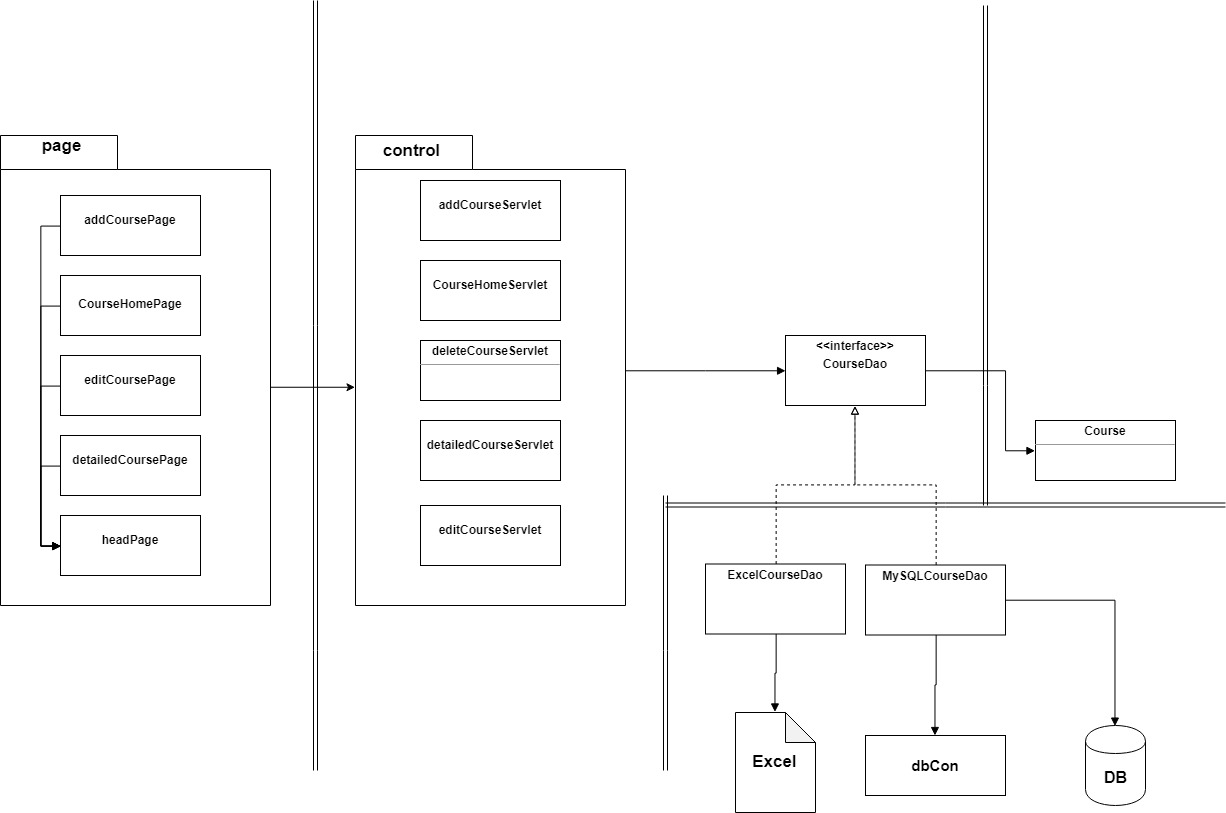 page
addCoursePage
CourseHomePage
editCoursePage
detailedCoursePage
headPage
control
addCourseServlet
CourseHomeServlet
deleteCourseServlet
detailedCourseServlet
editCourseServlet
<<interface>>
CourseDao
Course
ExcelCourseDao
MySQLCourseDao
Excel
dbCon
DB